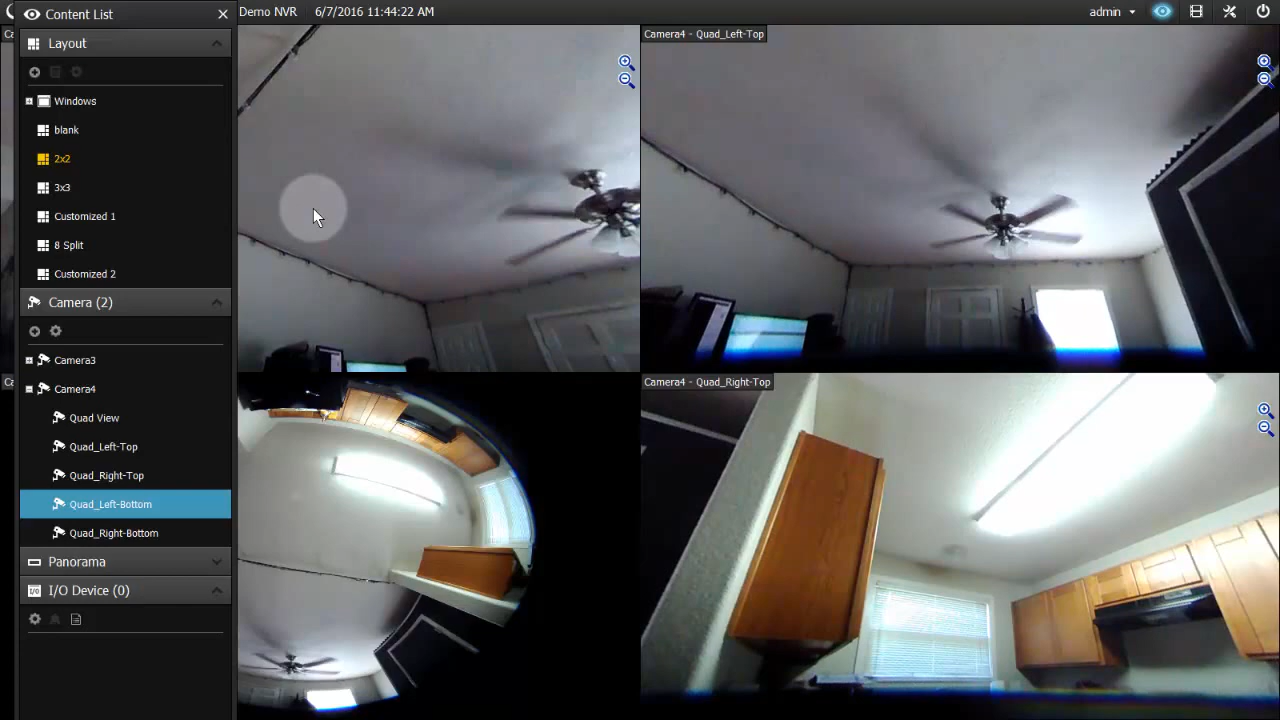 Content List
Demo NVR 6/7/2016 11:44:22 AM
admin
Layout
Windows
blank
2x2
3x3
Customized 1
8 Split
Customized 2
Camera (2)
Camera3
Camera4
Quad View
Quad_Left-Top
Quad_Right-Top
Quad_Left-Bottom
Quad_Right-Bottom
Panorama
I/O Device (0)
Camera4 - Quad_Left-Top
Camera4 - Quad_Right-Top